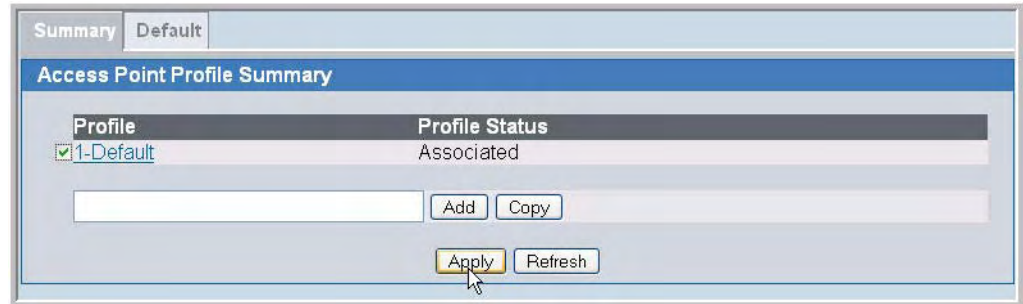 Summary Default
Access Point Profile Summary
Profile Profile Status
1-Default Associated
Add Copy
Apply Refresh